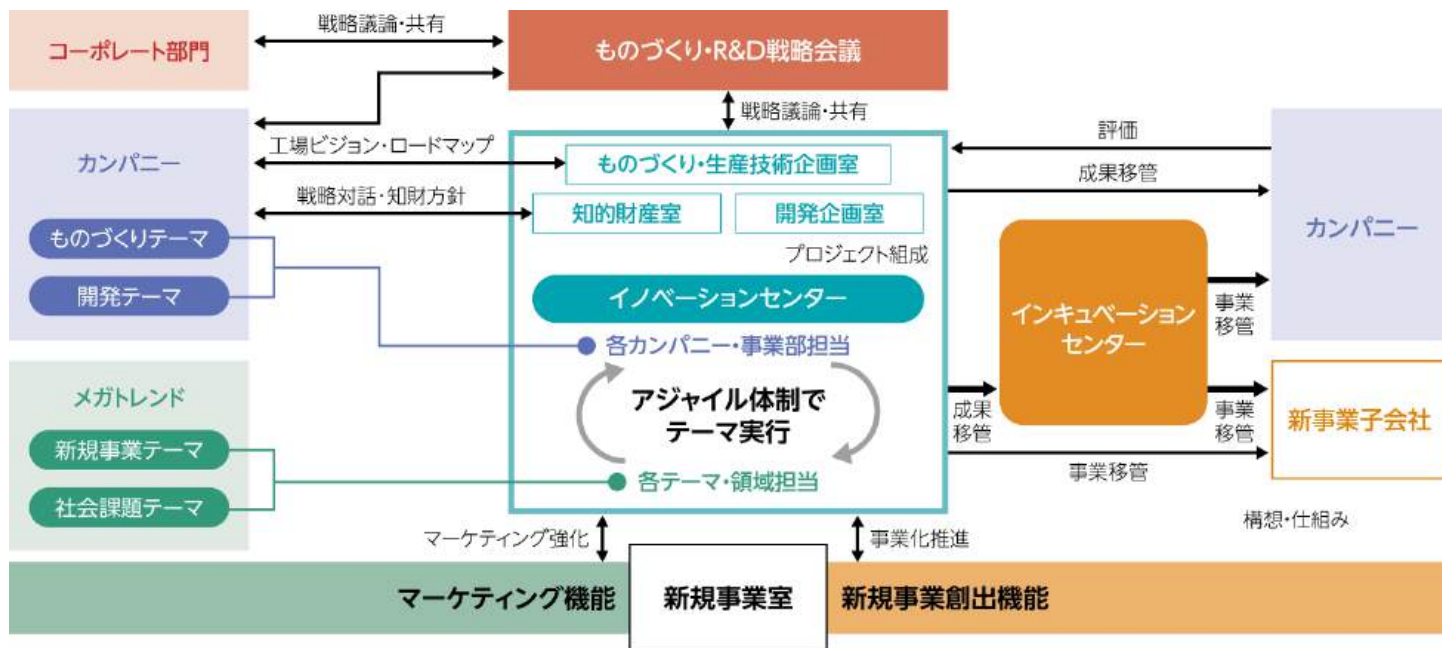 コーポレート部門
戦略議論・共有
ものづくり・R&D戦略会議
戦略議論・共有
カンパニー
工場ビジョン・ロードマップ
戦略対話・知財方針
ものづくりテーマ
開発テーマ
メガトレンド
新規事業テーマ
社会課題テーマ
ものづくり・生産技術企画室
知的財産室
開発企画室
プロジェクト組成
イノベーションセンター
各カンパニー・事業部担当
アジャイル体制で
テーマ実行
各テーマ・領域担当
評価
成果移管
カンパニー
インキュベーション
センター
事業
移管
成果
移管
事業
移管
新事業子会社
事業移管
構想・仕組み
マーケティング強化
事業化推進
マーケティング機能
新規事業室
新規事業創出機能